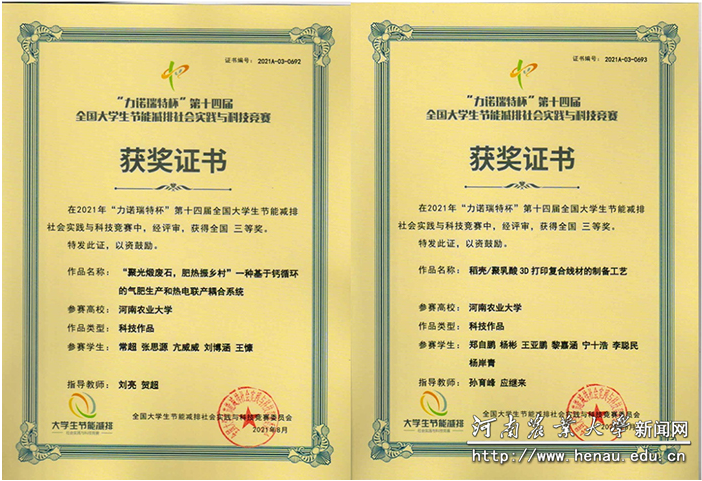 证书编号：2021A-03-0692
“力诺瑞特杯”第十四届
全国大学生节能减排社会实践与科技竞赛
获奖证书
在2021年“力诺瑞特杯”第十四届全国大学生节能减排
社会实践与科技竞赛中，经评审，获得全国 三等奖。
特发此证，以资鼓励。
作品名称：“聚光煅废石，肥热振乡村”一种基于钙循环
的气肥生产和热电联产耦合系统
参赛高校：河南农业大学
作品类型：科技作品
参赛学生：常超 张思源 亢威威 刘博涵 王慷
指导教师：刘亮 贺超
大学生节能减排
全国大学生节能减排社会实践与科技竞赛委员会
2021年8月
证书编号：2021A-03-0693
“力诺瑞特杯”第十四届
全国大学生节能减排社会实践与科技竞赛
获奖证书
在2021年“力诺瑞特杯”第十四届全国大学生节能减排
社会实践与科技竞赛中，经评审，获得全国 三等奖。
特发此证，以资鼓励。
作品名称：稻壳/聚乳酸3D打印复合线材的制备工艺
参赛高校：河南农业大学
作品类型：科技作品
参赛学生：郑自鹏 杨彬 王亚鹏 黎嘉涵 宁十浩 李聪民
杨岸青
指导教师：孙育峰 应继来
大学生节能减排
全国大学生节能减排社会实践与科技竞赛委员会
河南农业大学新闻网
http://www.henau.edu.cn